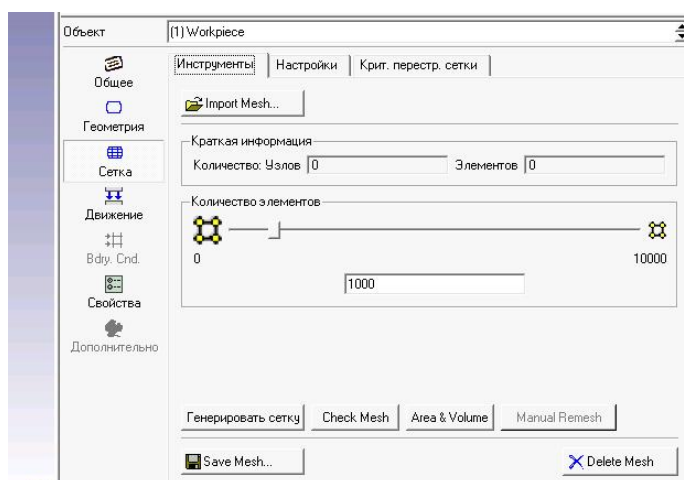 Объект (1) Workpiece
Инструменты Настройки Крит. перестр. сетки
Общее
Import Mesh...
Геометрия
Краткая информация
Количество: Узлов 0 Элементов 0
Сетка
Количество элементов
Движение
0 10000
Bdry. Cnd.
1000
Свойства
Дополнительно
Генерировать сетку Check Mesh Area & Volume Manual Remesh
Save Mesh... Delete Mesh